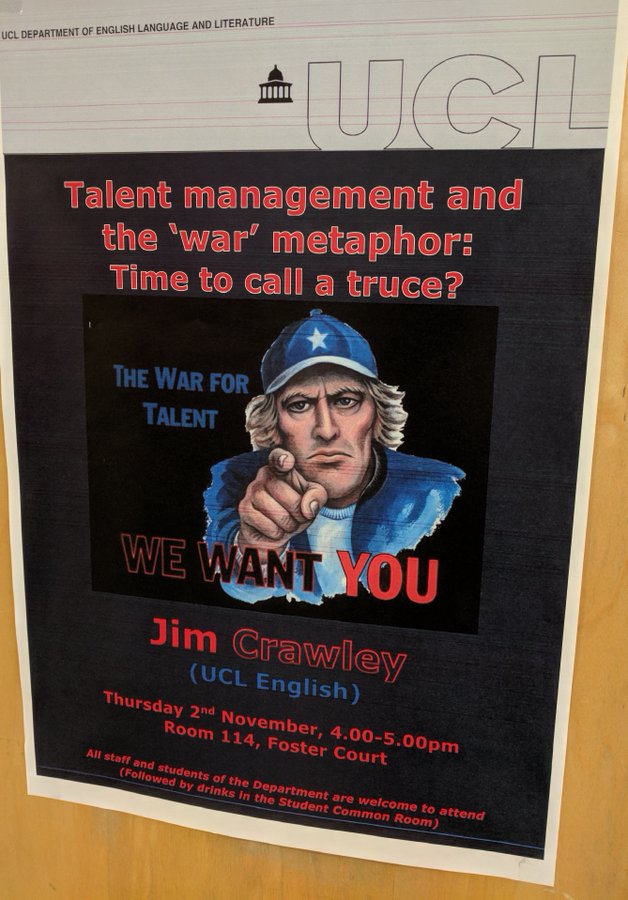 UCL DEPARTMENT OF ENGLISH LANGUAGE AND LITERATURE
UCL
Talent management and
the ‘war’ metaphor:
Time to call a truce?
THE WAR FOR
TALENT
WE WANT YOU
Jim Crawley
(UCL English)
Thursday 2nd November, 4.00-5.00pm
Room 114, Foster Court
All staff and students of the Department are welcome to attend
(Followed by drinks in the Student Common Room)